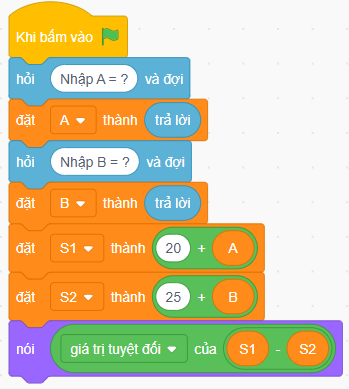 Khi bấm vào
hỏi Nhập A = ? và đợi
đặt A thành trả lời
hỏi Nhập B = ? và đợi
đặt B thành trả lời
đặt S1 thành 20 + A
đặt S2 thành 25 + B
nói giá trị tuyệt đối của S1 - S2